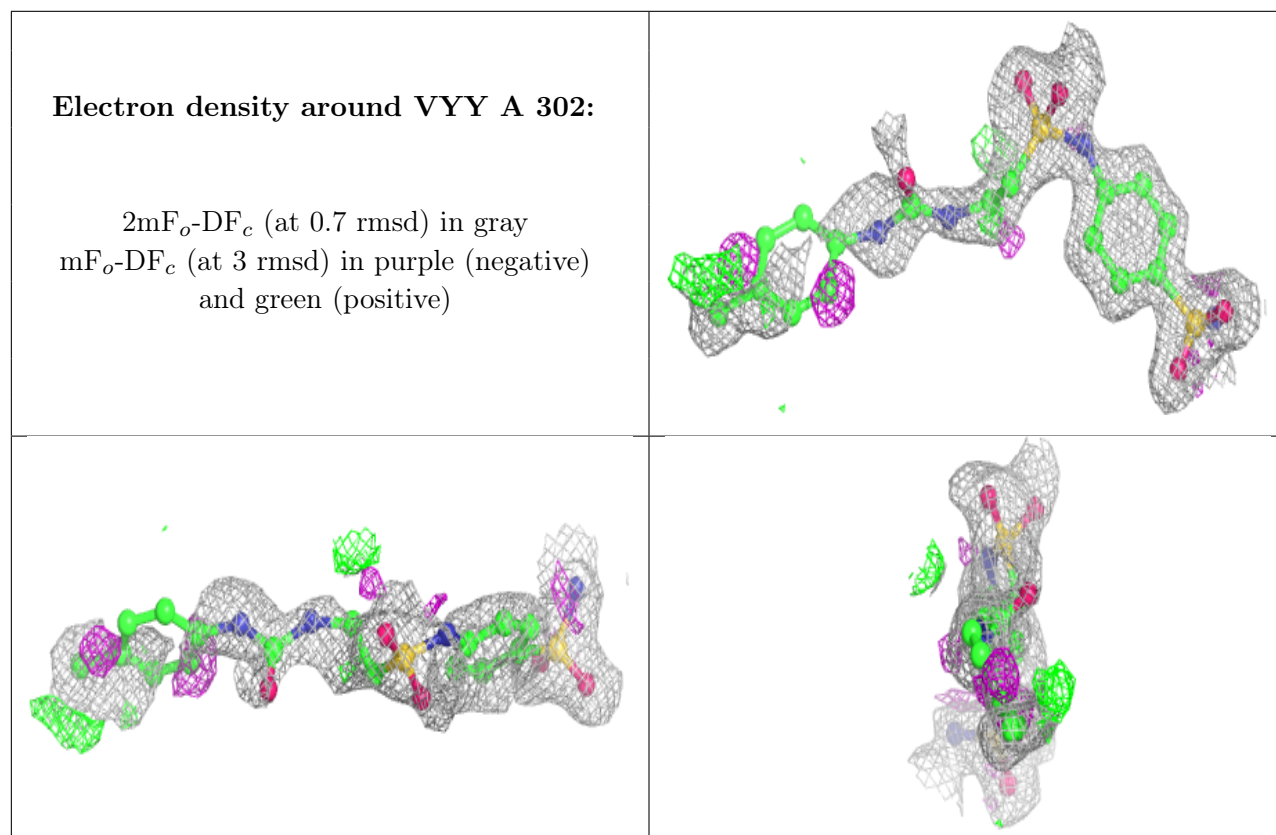 Electron density around VYY A 302:
2mFo-DFc (at 0.7 rmsd) in gray
mFo-DFc (at 3 rmsd) in purple (negative)
and green (positive)